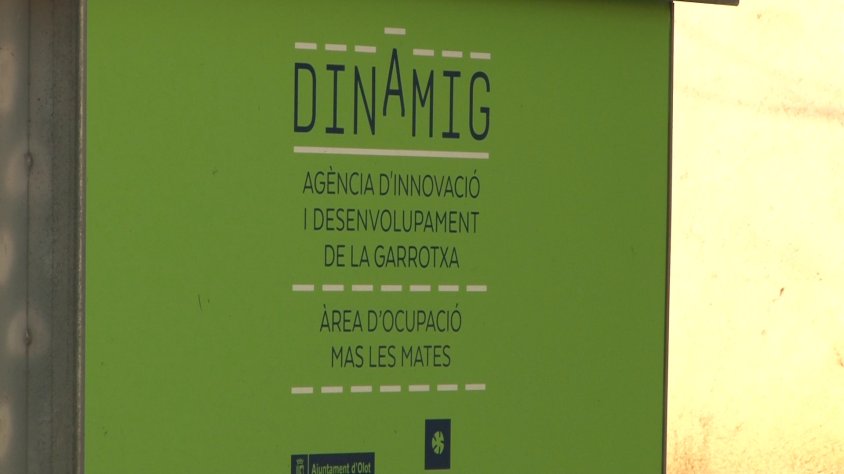 DINAMIG
AGÈNCIA D'INNOVACIÓ
I DESENVOLUPAMENT
DE LA GARROTXA
ÀREA D'OCUPACIÓ
MAS LES MATES
Ajuntament d'Olot